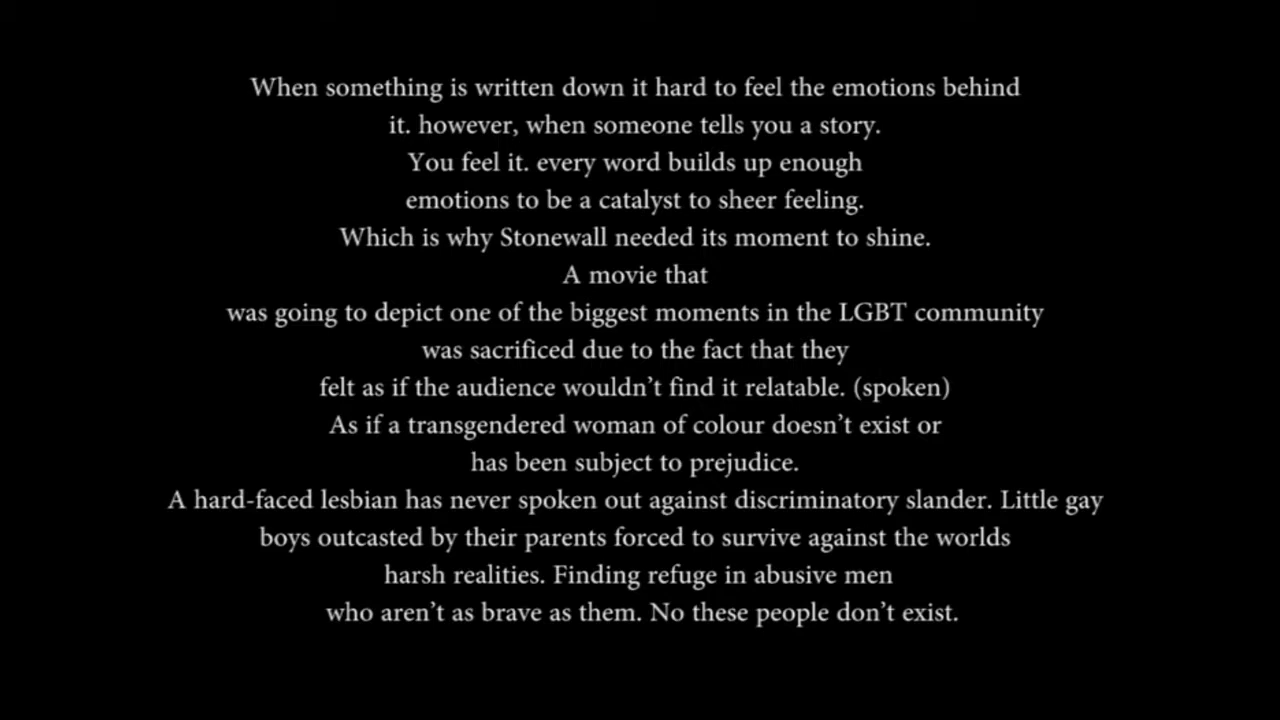 When something is written down it hard to feel the emotions behind
it. however, when someone tells you a story.
You feel it. every word builds up enough
emotions to be a catalyst to sheer feeling.
Which is why Stonewall needed its moment to shine.
A movie that
was going to depict one of the biggest moments in the LGBT community
was sacrificed due to the fact that they
felt as if the audience wouldn’t find it relatable. (spoken)
As if a transgendered woman of colour doesn’t exist or
has been subject to prejudice.
A hard-faced lesbian has never spoken out against discriminatory slander. Little gay
boys outcasted by their parents forced to survive against the worlds
harsh realities. Finding refuge in abusive men
who aren’t as brave as them. No these people don’t exist.